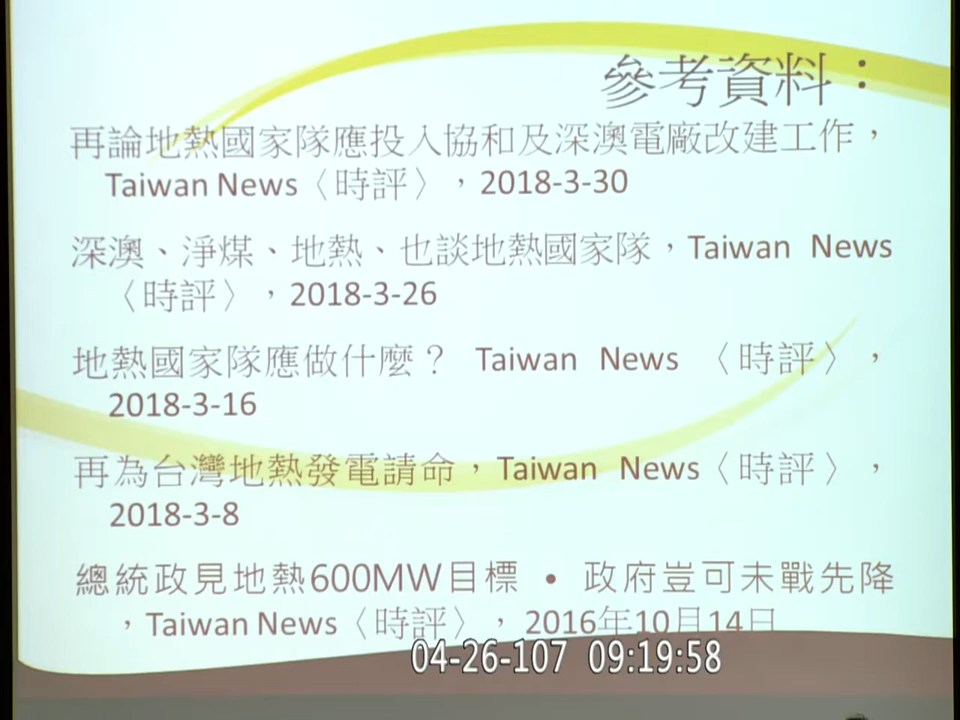 參考資料：
再論地熱國家隊應投入協和及深澳電廠改建工作，
Taiwan News〈時評〉，2018-3-30
深澳、淨煤、地熱、也談地熱國家隊，Taiwan News
〈時評〉，2018-3-26
地熱國家隊應做什麼？ Taiwan News 〈時評〉，
2018-3-16
再為台灣地熱發電請命，Taiwan News〈時評〉，
2018-3-8
總統政見地熱600MW目標 • 政府豈可未戰先降
，Taiwan News〈時評〉，2016年10月14日
04-26-107 09:19:58